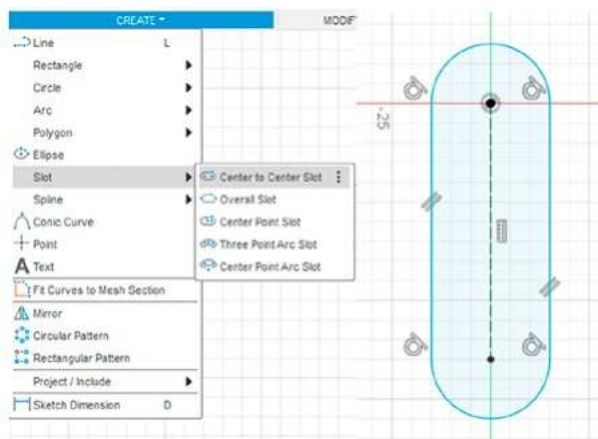 CREATE
MODIF
Line L
Rectangle
Circle
Arc
Polygon
Ellipse
Slot
Spline
Conic Curve
Point
Text
Fit Curves to Mesh Section
Mirror
Circular Pattern
Rectangular Pattern
Project / Include
Sketch Dimension D
Center to Center Slot
Overall Slot
Center Point Slot
Three Point Arc Slot
Center Point Arc Slot
-25